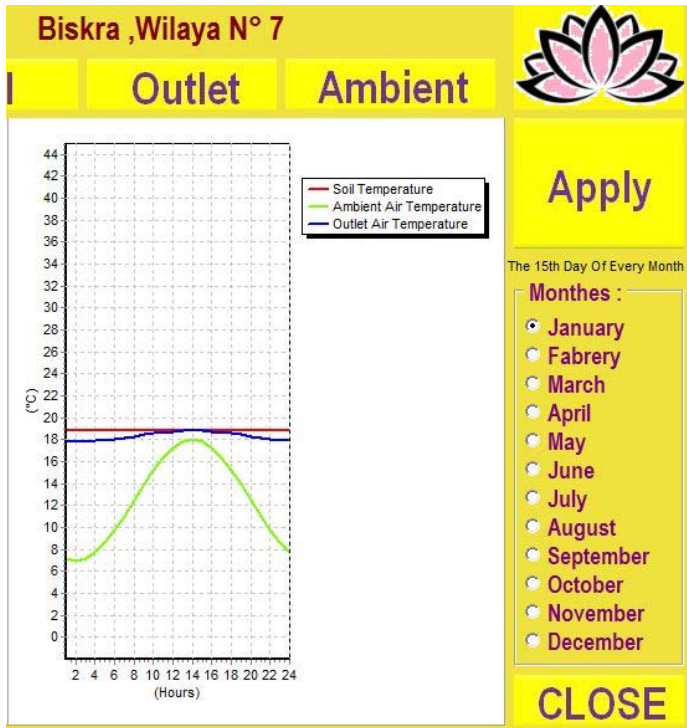 Biskra ,Wilaya N° 7
Outlet
Ambient
Apply
44
42
40
38
36
34
32
30
28
26
24
22
20
18
16
14
12
10
8
6
4
2
0
(°C)
2 4 6 8 10 12 14 16 18 20 22 24
(Hours)
Soil Temperature
Ambient Air Temperature
Outlet Air Temperature
The 15th Day Of Every Month
Monthes :
January
Fabrery
March
April
May
June
July
August
September
October
November
December
CLOSE